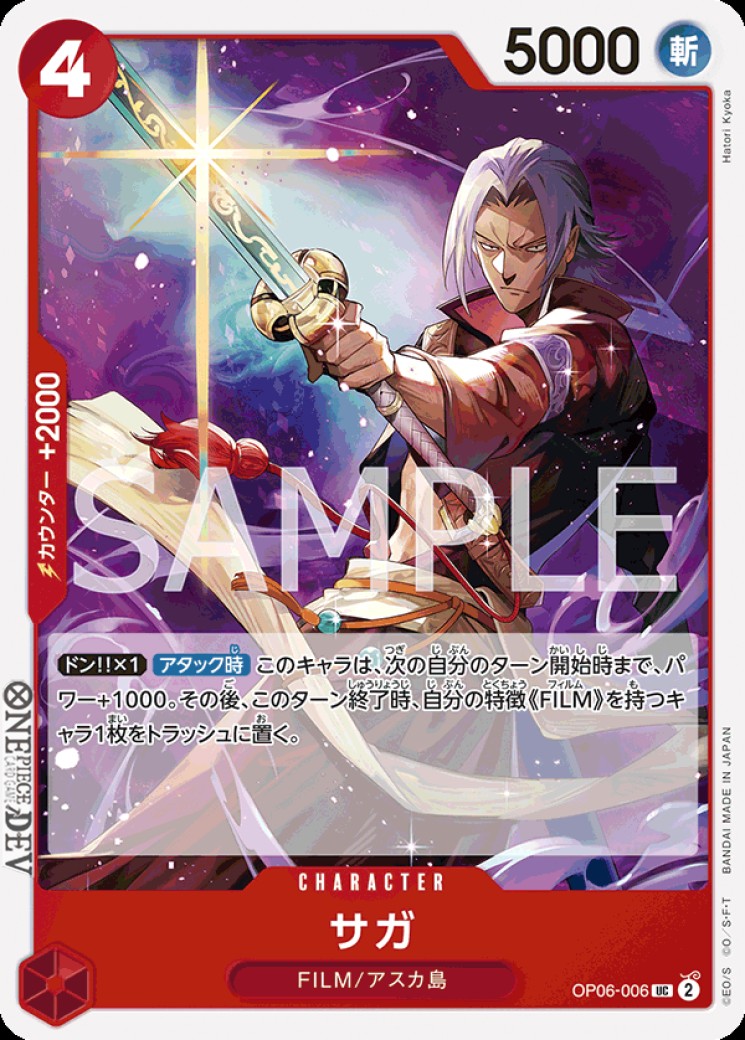 4
5000
斬
Hatori Kyoka
カウンター +2000
SAMPLE
ドン!!×1 アタック時 このキャラは、次の自分のターン開始時まで、パ
ワー+1000。その後、このターン終了時、自分の特徴《FILM》を持つキ
ャラ1枚をトラッシュに置く。
ONE PIECE
CARD GAME
DEV
CHARACTER
サガ
FILM/アスカ島
OP06-006 UC 2
©EO/S ©O/S・F・T BANDAI MADE IN JAPAN